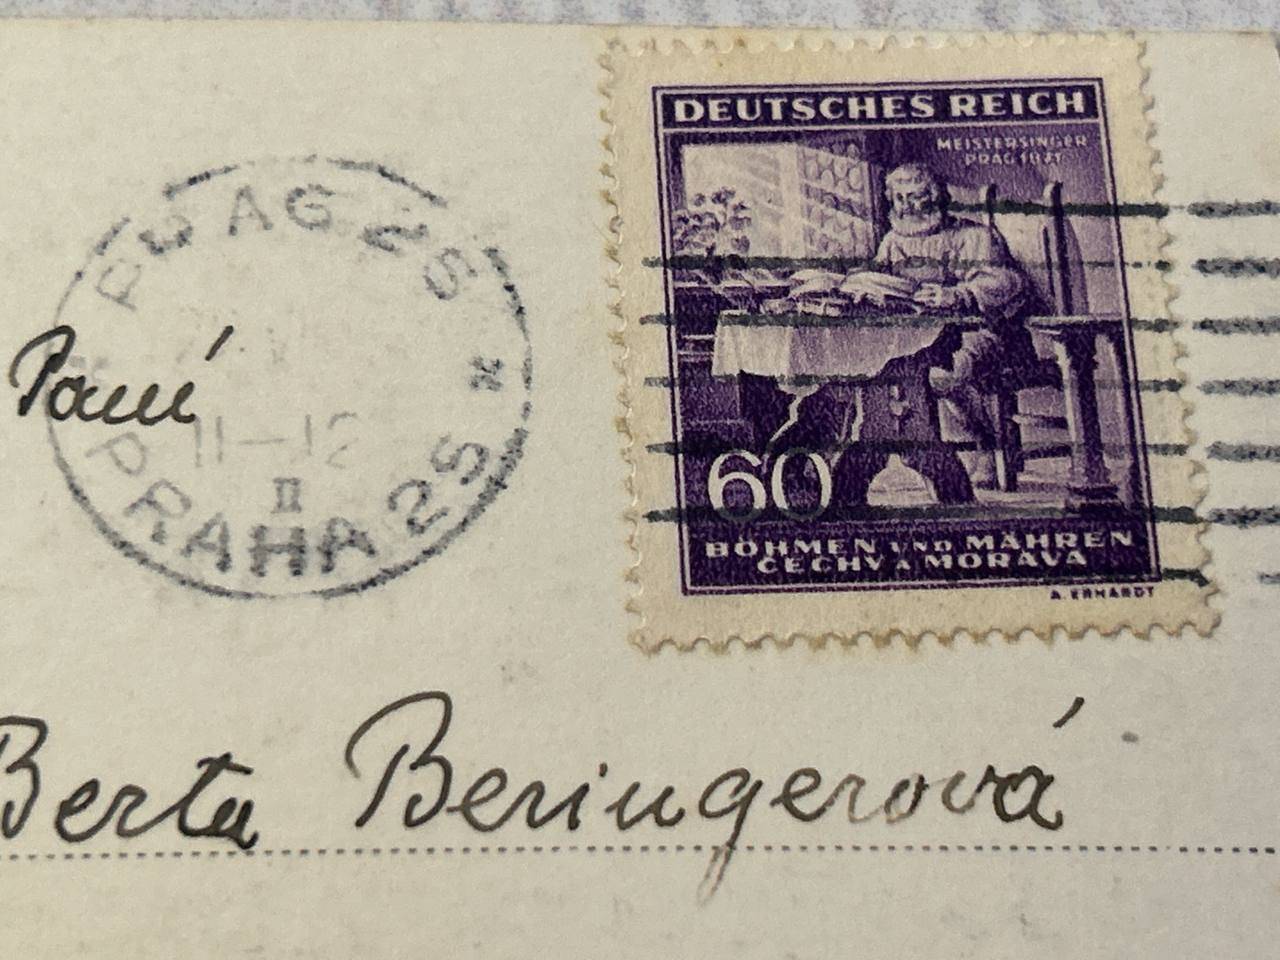 DEUTSCHES REICH
MEISTERSINGER
PRAG 1871
60
BÖHMEN UND MÄHREN
ČECHY A MORAVA
A. ERHARDT
PRAG 25
11-12
II
PRAHA 25
Paní
Berta Beringerová